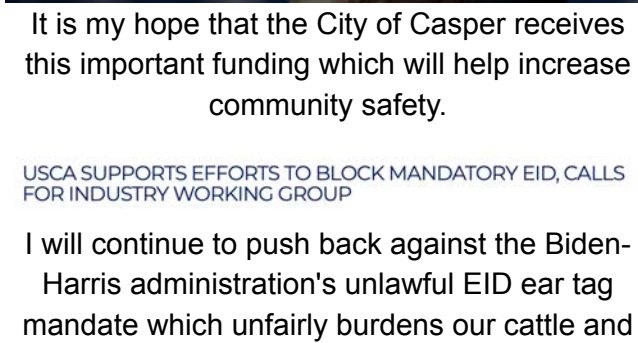 It is my hope that the City of Casper receives
this important funding which will help increase
community safety.
USCA SUPPORTS EFFORTS TO BLOCK MANDATORY EID, CALLS
FOR INDUSTRY WORKING GROUP
I will continue to push back against the Biden-
Harris administration's unlawful EID ear tag
mandate which unfairly burdens our cattle and